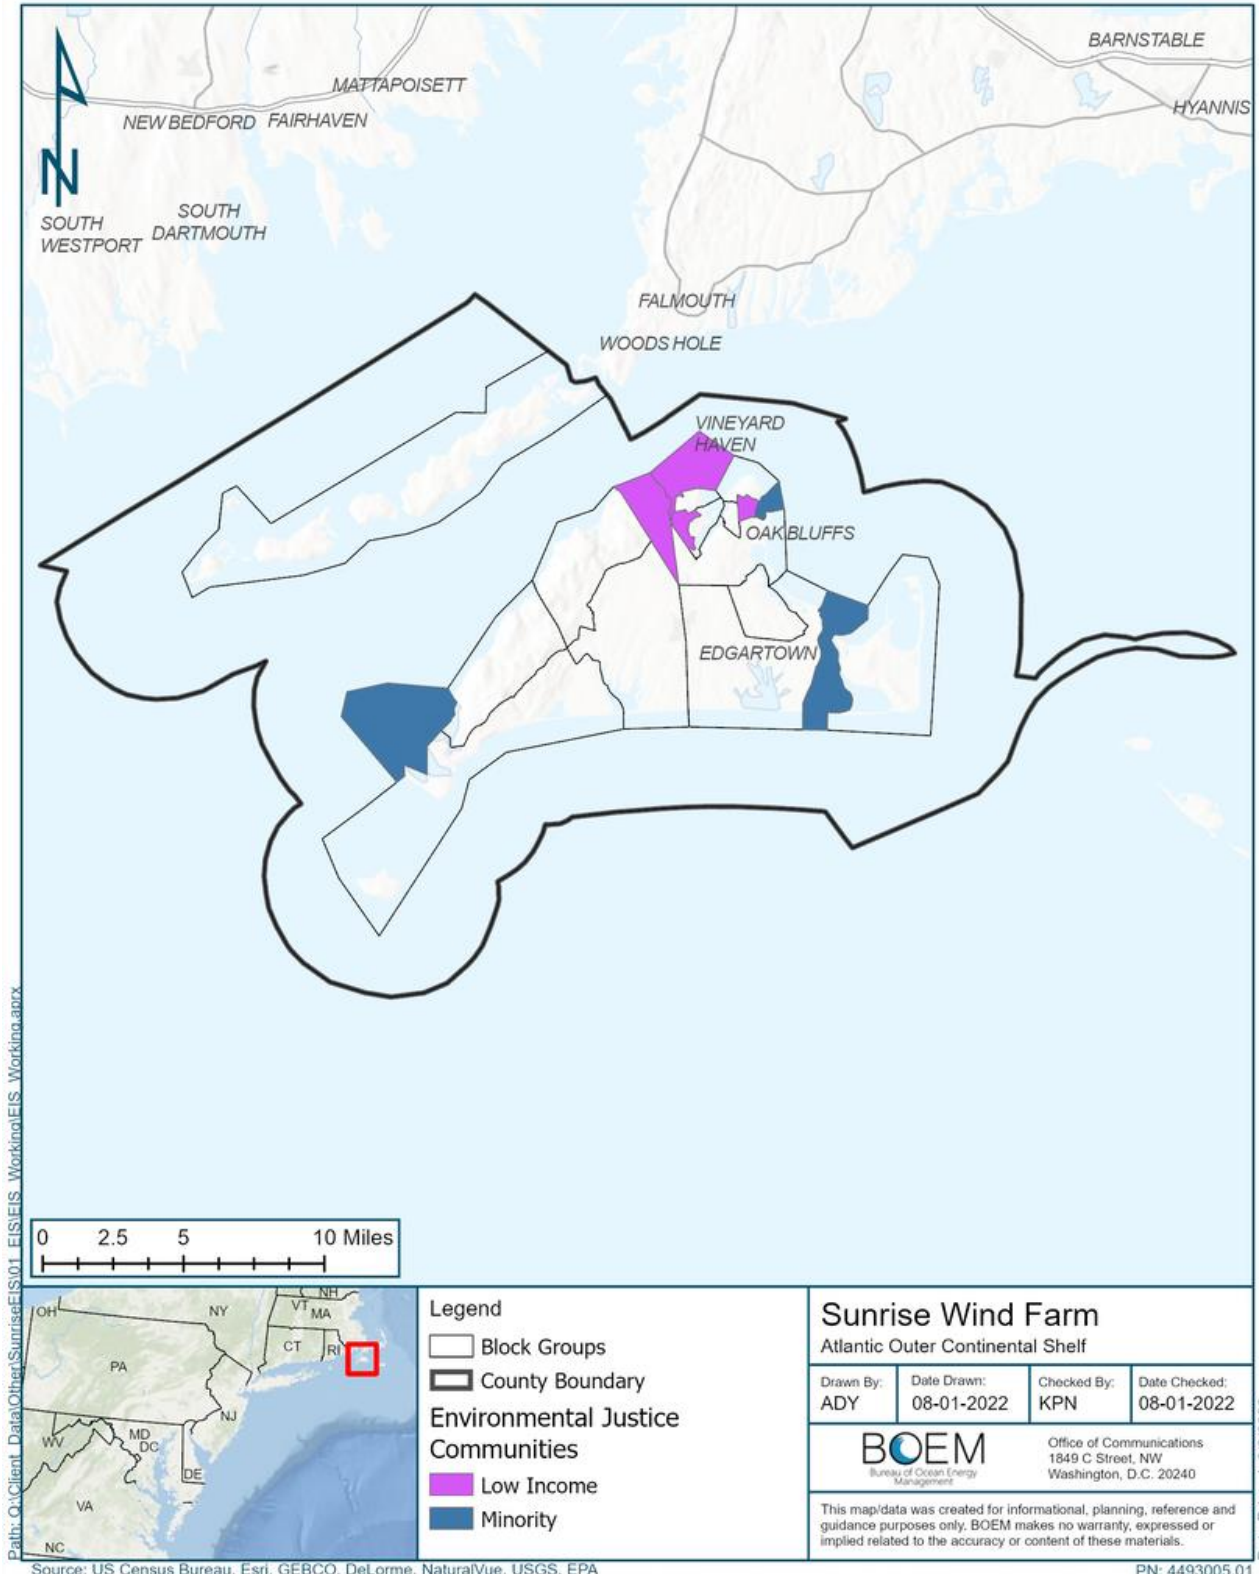 BARNSTABLE
MATTAPOISETT
HYANNIS
NEW BEDFORD
FAIRHAVEN
N
SOUTH
WESTPORT
SOUTH
DARTMOUTH
FALMOUTH
WOODS HOLE
VINEYARD
HAVEN
OAK BLUFFS
EDGARTOWN
0 2.5 5 10 Miles
OH
NY
VT
NH
MA
CT
RI
PA
NJ
MD
DC
WV
DE
VA
NC
Legend
Block Groups
County Boundary
Environmental Justice
Communities
Low Income
Minority
Sunrise Wind Farm
Atlantic Outer Continental Shelf
Drawn By:
ADY
Date Drawn:
08-01-2022
Checked By:
KPN
Date Checked:
08-01-2022
BOEM
Bureau of Ocean Energy
Management
Office of Communications
1849 C Street, NW
Washington, D.C. 20240
This map/data was created for informational, planning, reference and
guidance purposes only. BOEM makes no warranty, expressed or
implied related to the accuracy or content of these materials.
Path: Q:\Client_Data\Other\SunriseEIS\01_EIS\EIS_Working\EIS_Working.aprx
Source: US Census Bureau, Esri, GEBCO, DeLorme, NaturalVue, USGS, EPA
PN: 4493005.01